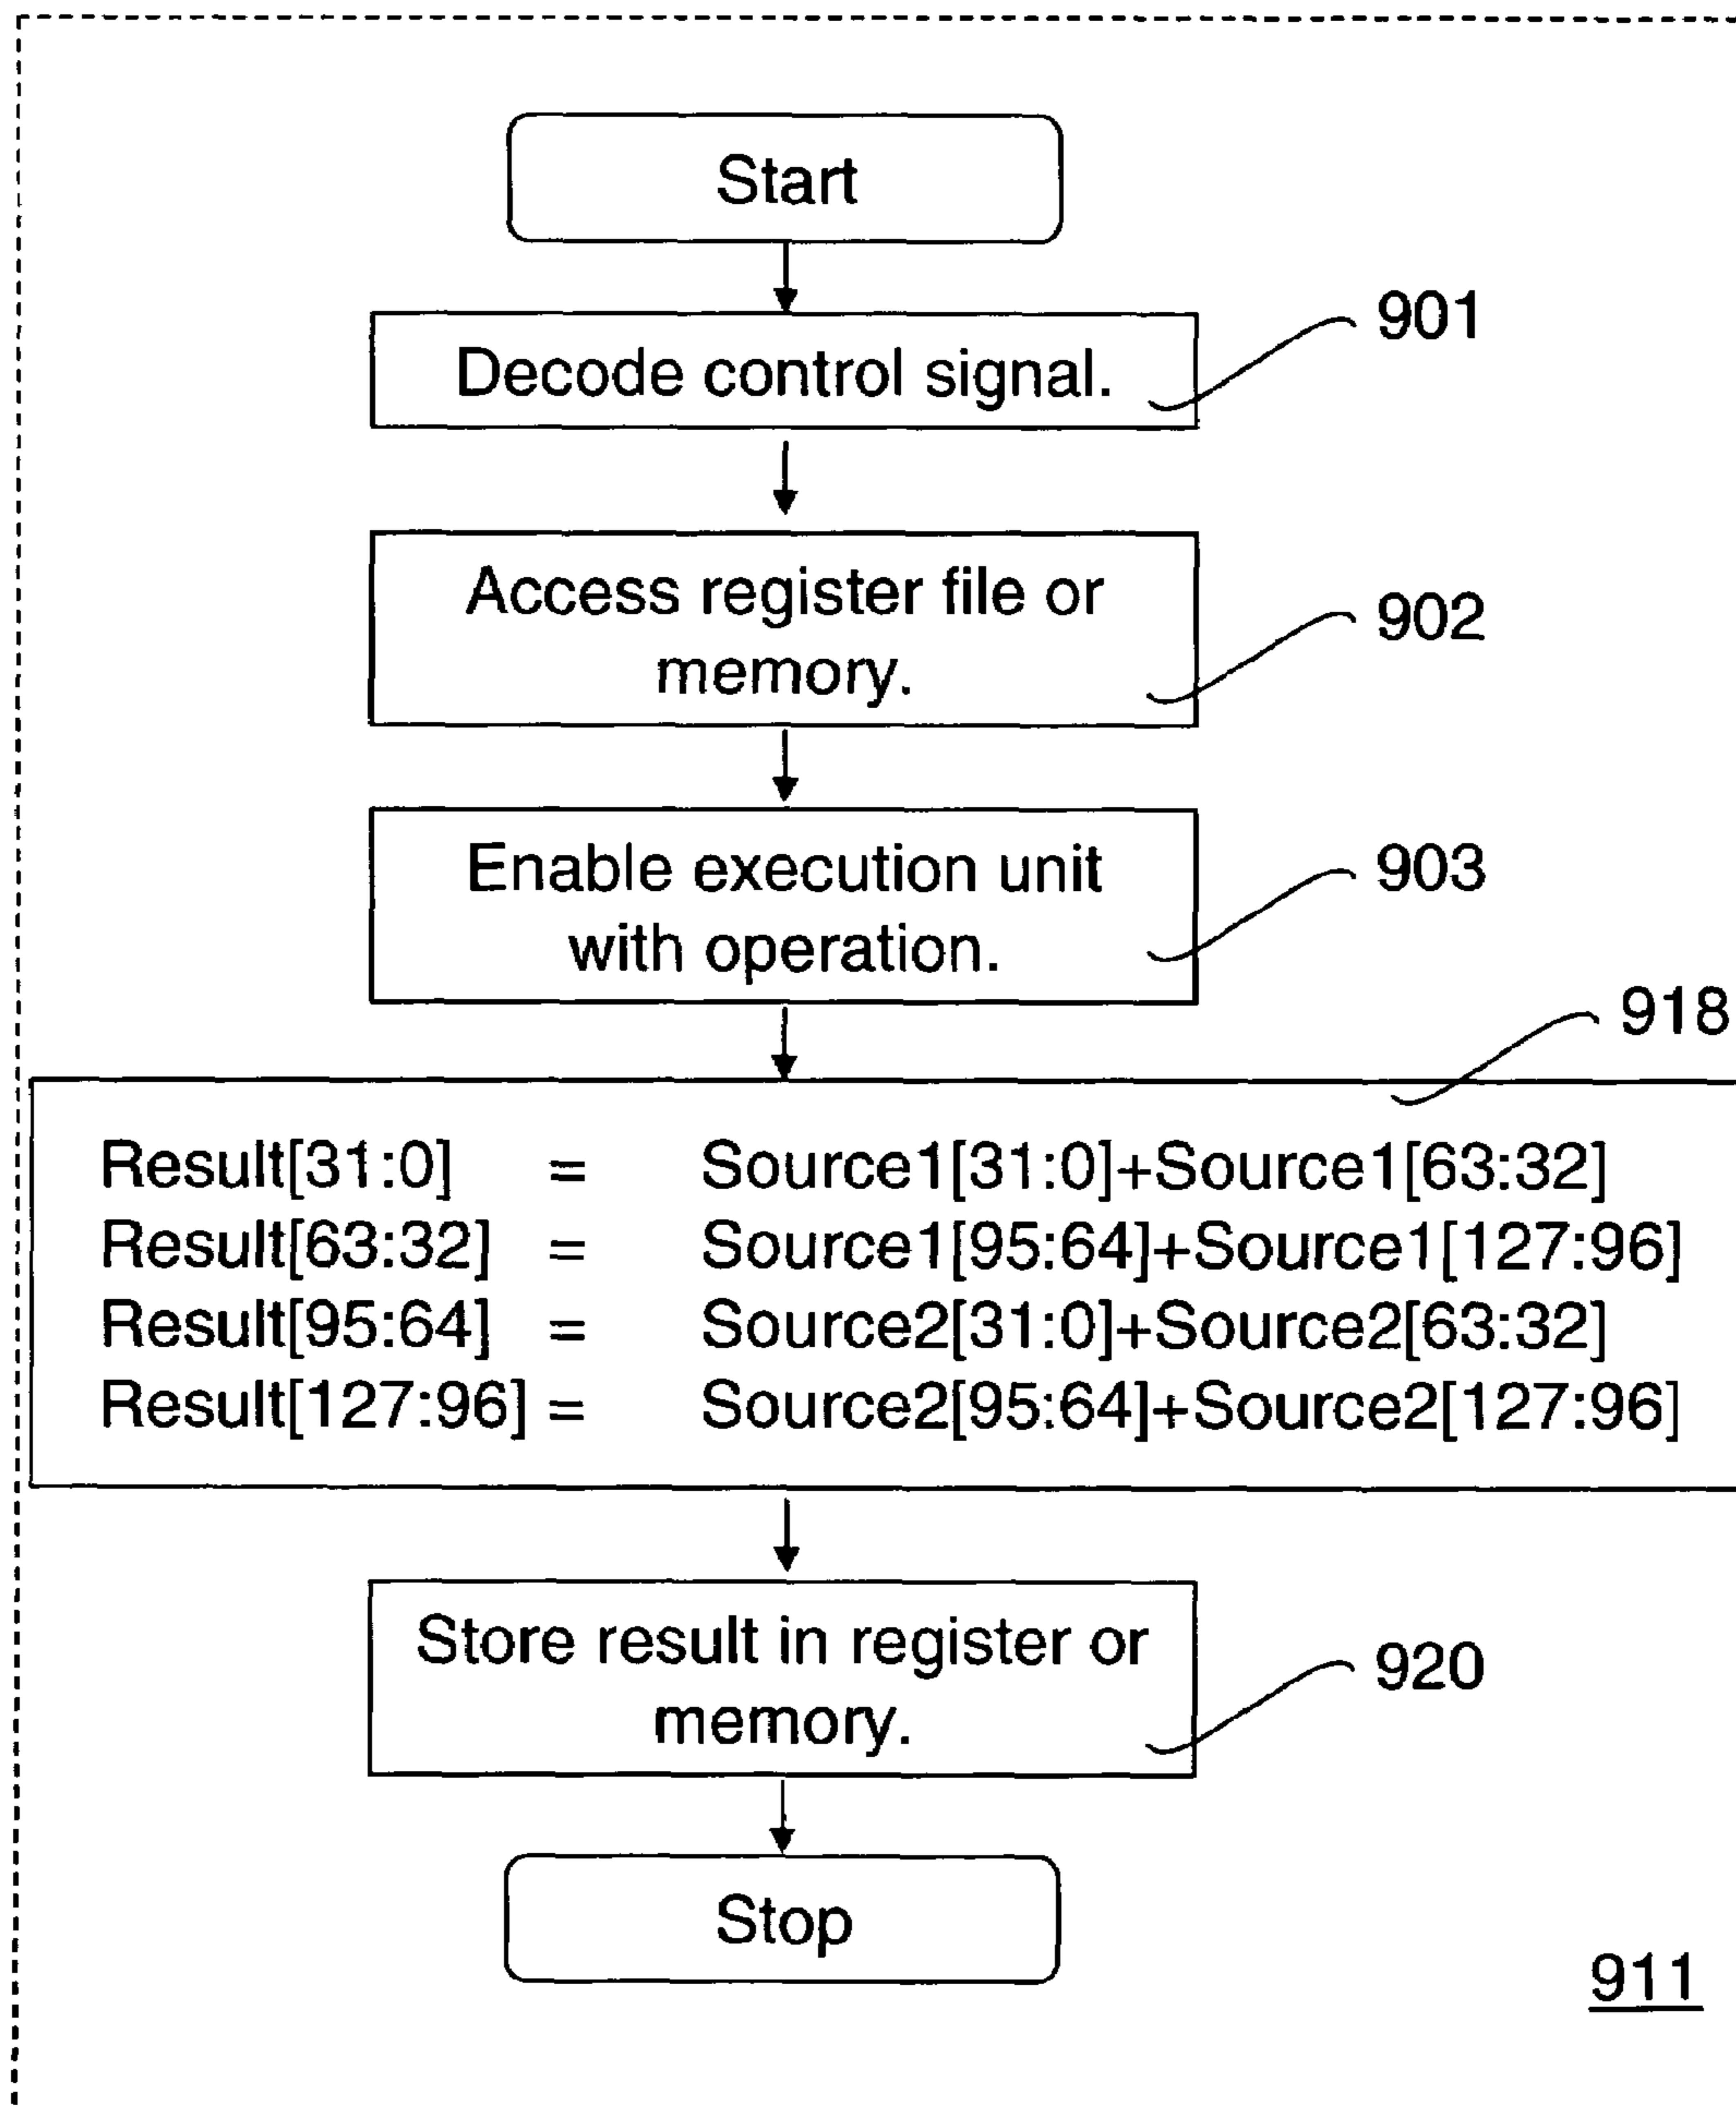 Start
Decode control signal.
901
Access register file or
memory.
902
Enable execution unit
with operation.
903
918
Result[31:0] = Source1[31:0]+Source1[63:32]
Result[63:32] = Source1[95:64]+Source1[127:96]
Result[95:64] = Source2[31:0]+Source2[63:32]
Result[127:96] = Source2[95:64]+Source2[127:96]
Store result in register or
memory.
920
Stop
911